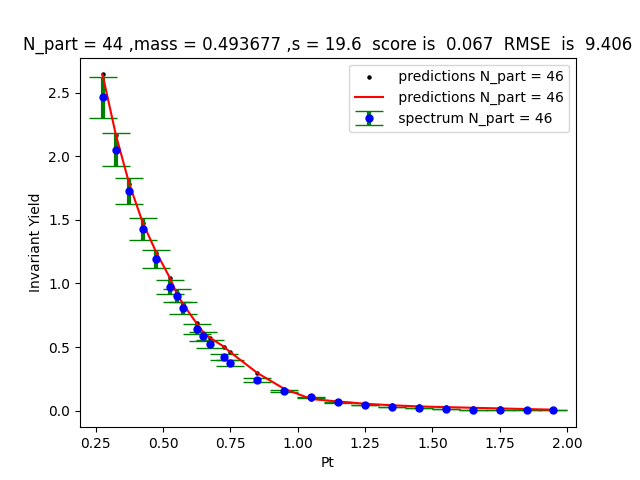 N_part = 44 ,mass = 0.493677 ,s = 19.6 score is 0.067 RMSE is 9.406
predictions N_part = 46
predictions N_part = 46
spectrum N_part = 46
Invariant Yield
2.5
2.0
1.5
1.0
0.5
0.0
0.25 0.50 0.75 1.00 1.25 1.50 1.75 2.00
Pt